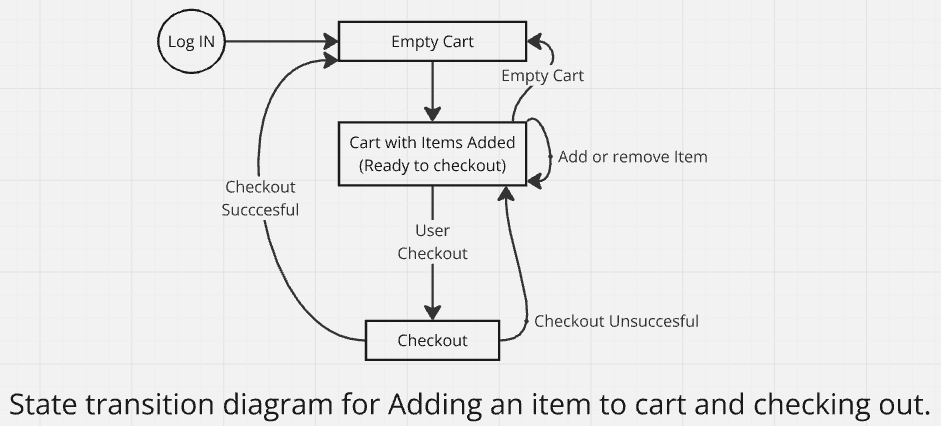 Log IN
Empty Cart
Empty Cart
Cart with Items Added
(Ready to checkout)
Add or remove Item
Checkout
Succcesful
User
Checkout
Checkout Unsuccesful
Checkout
State transition diagram for Adding an item to cart and checking out.